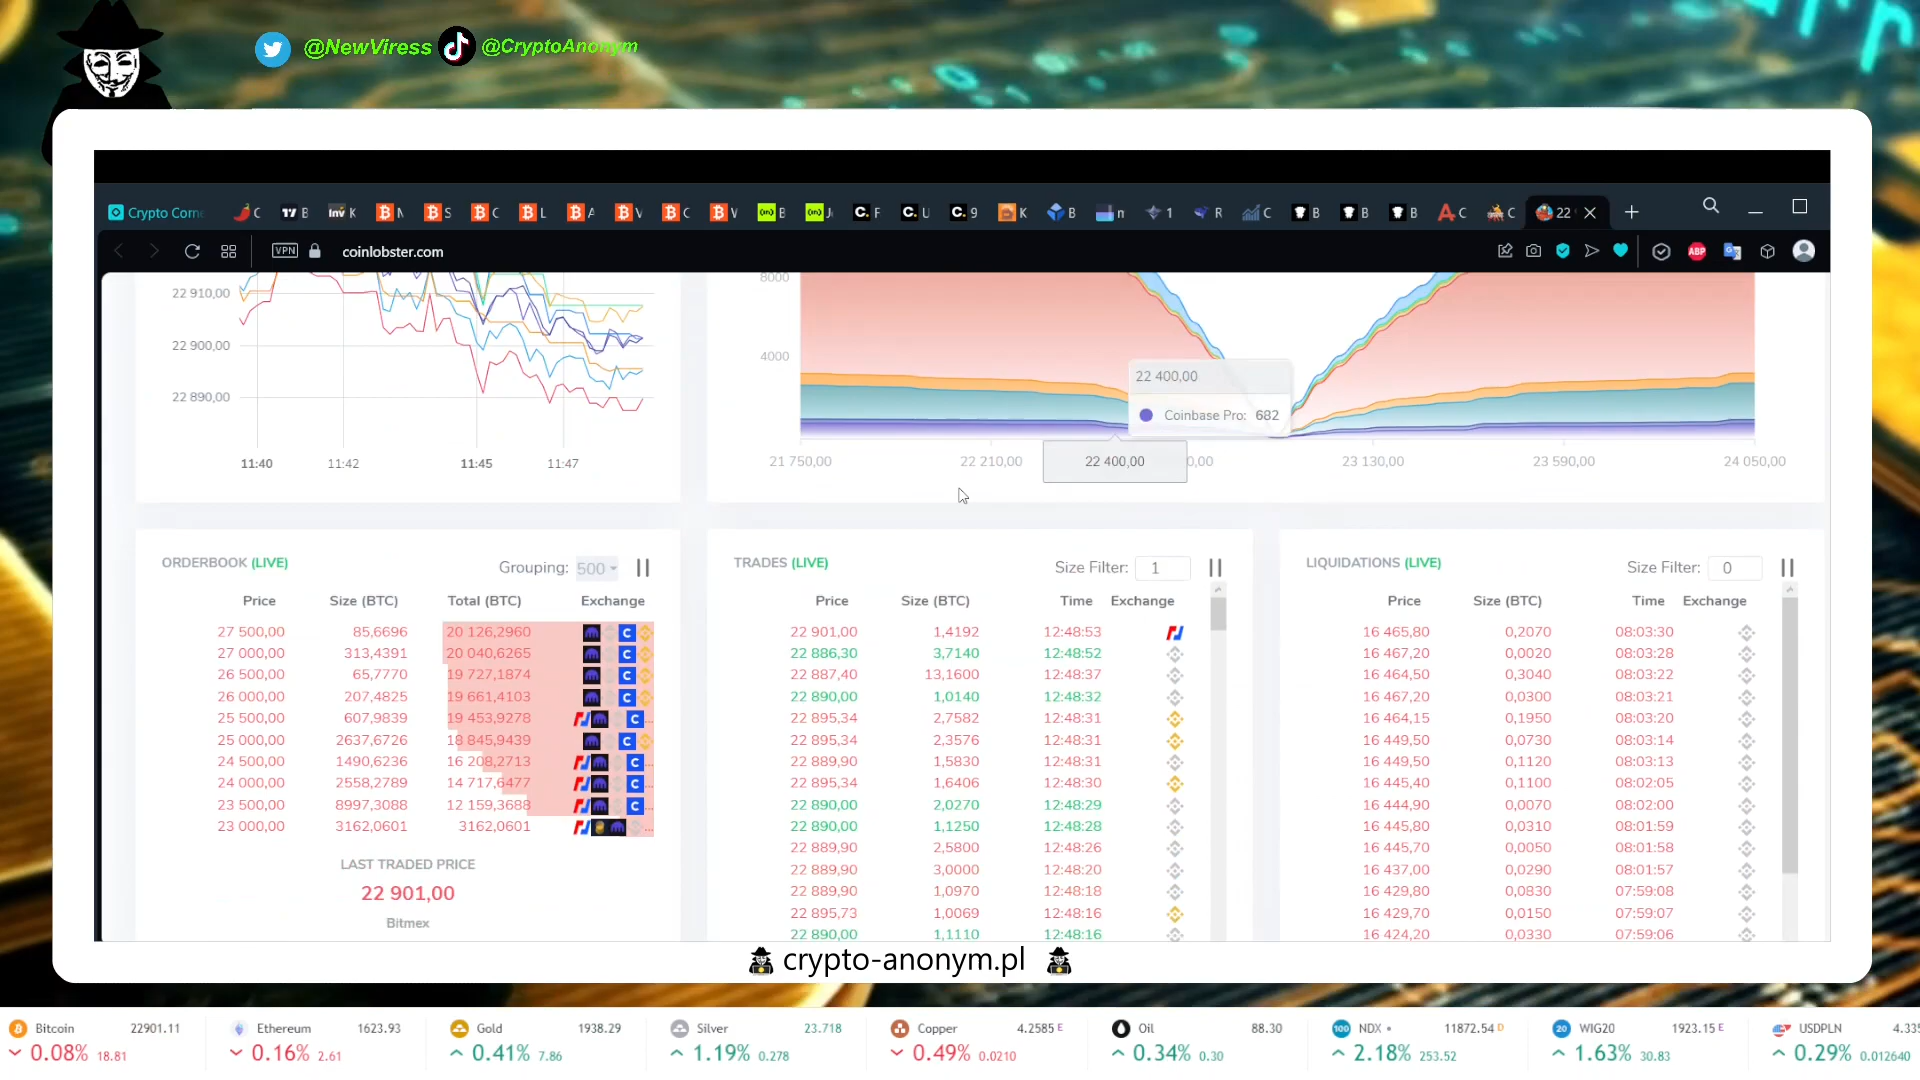 @NewViress @CryptoAnonym
Crypto Corn
coinlobster.com
VPN
ABP
22 910,00
22 900,00
22 890,00
11:40 11:42 11:45 11:47
8000
4000
22 400,00
Coinbase Pro: 682
21 750,00 22 210,00 22 400,00 0,00 23 130,00 23 590,00 24 050,00
ORDERBOOK (LIVE)
Grouping: 500
Price Size (BTC) Total (BTC) Exchange
27 500,00 85,6696 20 126,2960
27 000,00 313,4391 20 040,6265
26 500,00 65,7770 19 727,1874
26 000,00 207,4825 19 661,4103
25 500,00 607,9839 19 453,9278
25 000,00 2637,6726 18 845,9439
24 500,00 1490,6236 16 208,2713
24 000,00 2558,2789 14 717,6477
23 500,00 8997,3088 12 159,3688
23 000,00 3162,0601 3162,0601
LAST TRADED PRICE
22 901,00
Bitmex
TRADES (LIVE)
Size Filter: 1
Price Size (BTC) Time Exchange
22 901,00 1,4192 12:48:53
22 886,30 3,7140 12:48:52
22 887,40 13,1600 12:48:37
22 890,00 1,0140 12:48:32
22 895,34 2,7582 12:48:31
22 895,34 2,3576 12:48:31
22 889,90 1,5830 12:48:31
22 895,34 1,6406 12:48:30
22 890,00 2,0270 12:48:29
22 890,00 1,1250 12:48:28
22 889,90 2,5800 12:48:26
22 889,90 3,0000 12:48:20
22 889,90 1,0970 12:48:18
22 895,73 1,0069 12:48:16
22 890,00 1,1110 12:48:16
LIQUIDATIONS (LIVE)
Size Filter: 0
Price Size (BTC) Time Exchange
16 465,80 0,2070 08:03:30
16 467,20 0,0020 08:03:28
16 464,50 0,3040 08:03:22
16 467,20 0,0300 08:03:21
16 464,15 0,1950 08:03:20
16 449,50 0,0730 08:03:14
16 449,50 0,1120 08:03:13
16 445,40 0,1100 08:02:05
16 444,90 0,0070 08:02:00
16 445,80 0,0310 08:01:59
16 445,70 0,0050 08:01:58
16 437,00 0,0290 08:01:57
16 429,80 0,0830 07:59:08
16 429,70 0,0150 07:59:07
16 424,20 0,0330 07:59:06
crypto-anonym.pl
Bitcoin 22901.11
0.08% 18.81
Ethereum 1623.93
0.16% 2.61
Gold 1938.29
0.41% 7.86
Silver 23.718
1.19% 0.278
Copper 4.2585 E
0.49% 0.0210
Oil 88.30
0.34% 0.30
100 NDX 11872.54 D
2.18% 253.52
20 WIG20 1923.15 E
1.63% 30.83
USDPLN 4.335
0.29% 0.012640